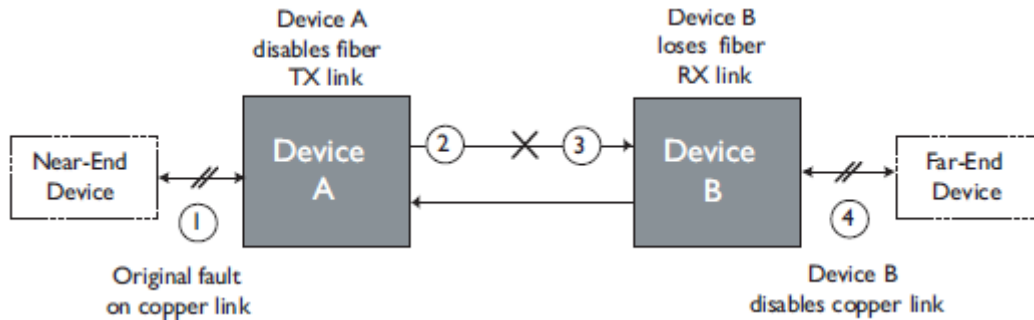 Device A
disables fiber
TX link
Device B
loses fiber
RX link
Near-End
Device
Device
A
2
3
Device
B
Far-End
Device
1
4
Original fault
on copper link
Device B
disables copper link